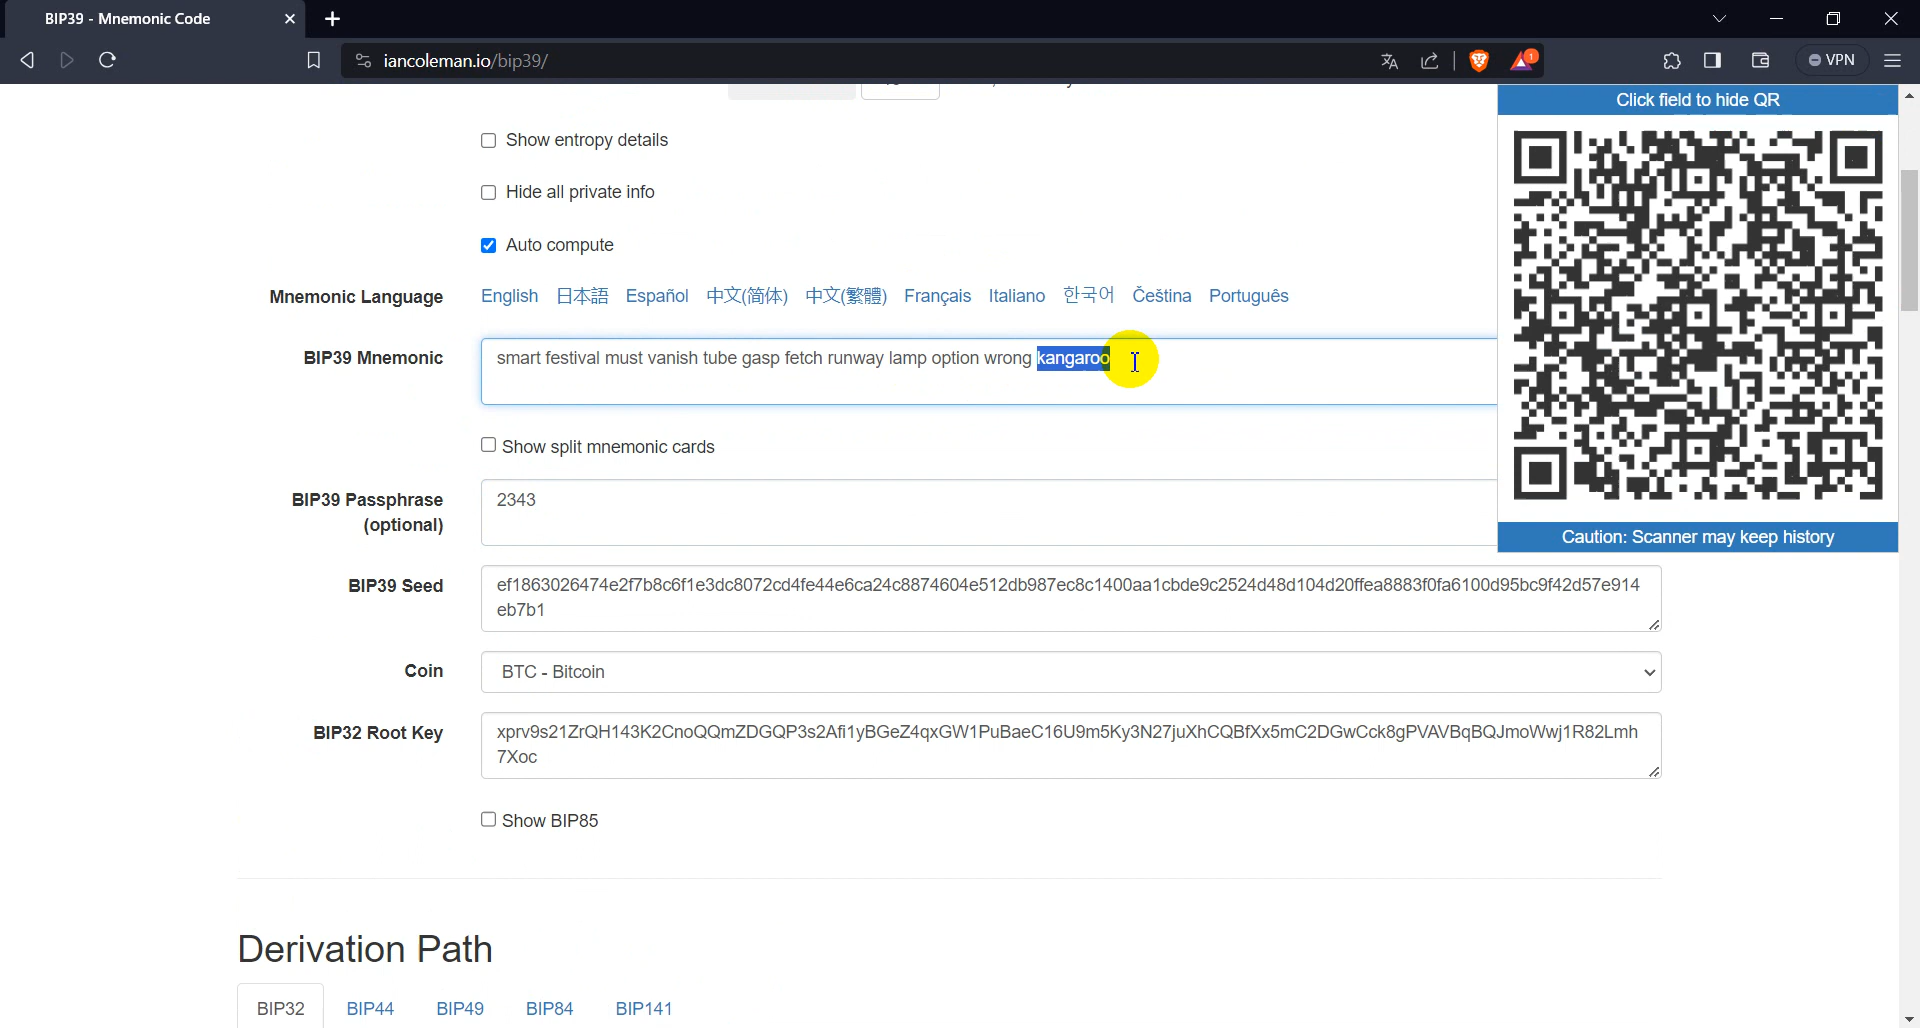 BIP39 - Mnemonic Code
iancoleman.io/bip39/
1
VPN
Click field to hide QR
Show entropy details
Hide all private info
Auto compute
Mnemonic Language English 日本語 Español 中文(简体) 中文(繁體) Français Italiano 한국어 Čeština Português
BIP39 Mnemonic smart festival must vanish tube gasp fetch runway lamp option wrong kangaroo
Show split mnemonic cards
BIP39 Passphrase 2343
(optional)
Caution: Scanner may keep history
BIP39 Seed ef1863026474e2f7b8c6f1e3dc8072cd4fe44e6ca24c8874604e512db987ec8c1400aa1cbde9c2524d48d104d20ffea8883f0fa6100d95bc9f42d57e914
eb7b1
Coin BTC - Bitcoin
BIP32 Root Key xprv9s21ZrQH143K2CnoQQmZDGQP3s2Afi1yBGeZ4qxGW1PuBaeC16U9m5Ky3N27juXhCQBfXx5mC2DGwCck8gPVAVBqBQJmoWwj1R82Lmh
7Xoc
Show BIP85
Derivation Path
BIP32 BIP44 BIP49 BIP84 BIP141